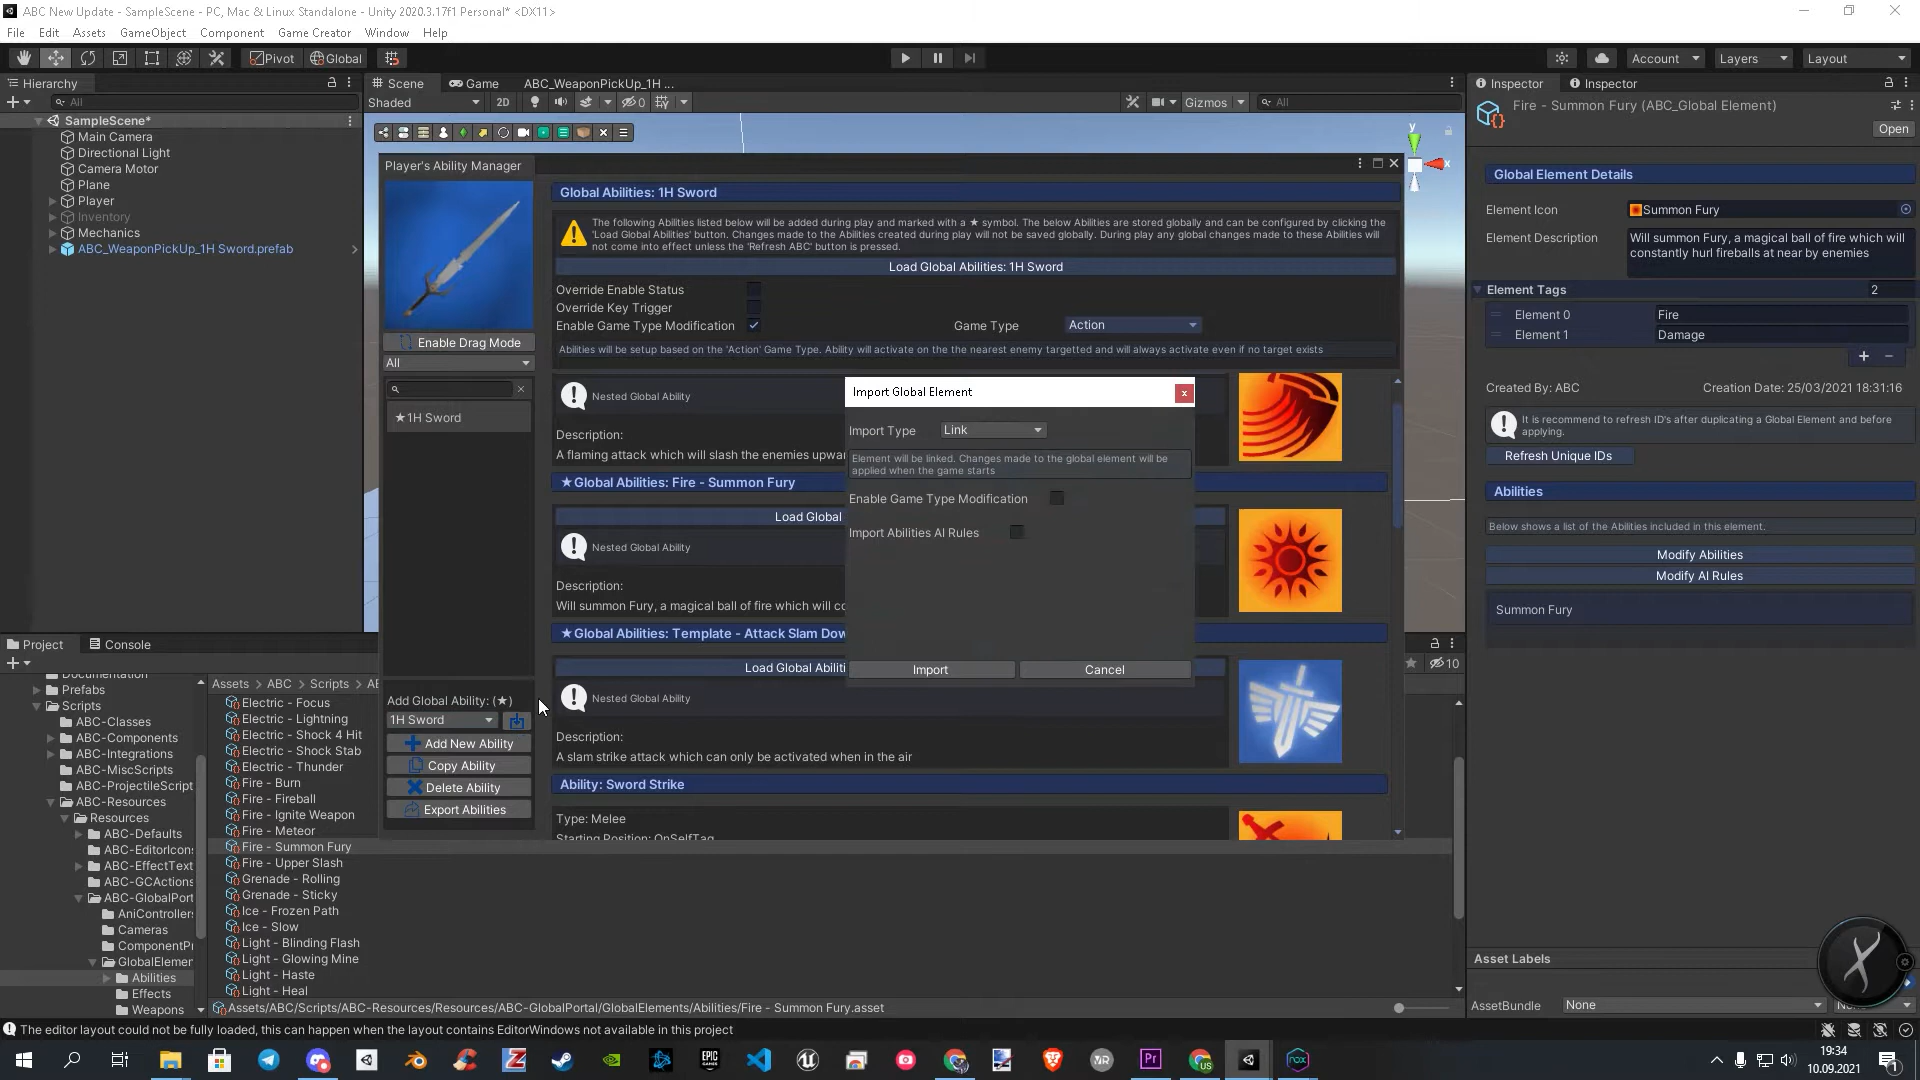 ABC New Update - SampleScene - PC, Mac & Linux Standalone - Unity 2020.3.17f1 Personal* <DX11>
File Edit Assets GameObject Component Game Creator Window Help
Pivot Global
Account Layers Layout
Hierarchy
All
SampleScene*
Main Camera
Directional Light
Camera Motor
Plane
Player
Inventory
Mechanics
ABC_WeaponPickUp_1H Sword.prefab
Scene Game ABC_WeaponPickUp_1H ...
Shaded 2D 0 Gizmos All
y
x
Player's Ability Manager
Enable Drag Mode
All
★1H Sword
Add Global Ability: (★)
1H Sword
Add New Ability
Copy Ability
Delete Ability
Export Abilities
Global Abilities: 1H Sword
The following Abilities listed below will be added during play and marked with a ★ symbol. The below Abilities are stored globally and can be configured by clicking the
'Load Global Abilities' button. Changes made to the Abilities created during play will not be saved globally. During play any global changes made to these Abilities will
not come into effect unless the 'Refresh ABC' button is pressed.
Load Global Abilities: 1H Sword
Override Enable Status
Override Key Trigger
Enable Game Type Modification Game Type Action
Abilities will be setup based on the 'Action' Game Type. Ability will activate on the the nearest enemy targetted and will always activate even if no target exists
Nested Global Ability
Description:
A flaming attack which will slash the enemies upwa
★Global Abilities: Fire - Summon Fury
Load Global
Nested Global Ability
Description:
Will summon Fury, a magical ball of fire which will co
★Global Abilities: Template - Attack Slam Dow
Load Global Abiliti
Nested Global Ability
Description:
A slam strike attack which can only be activated when in the air
Ability: Sword Strike
Type: Melee
Starting Position: OnSelfTag
Import Global Element
x
Import Type Link
Element will be linked. Changes made to the global element will be
applied when the game starts
Enable Game Type Modification
Import Abilities AI Rules
Import Cancel
Inspector Inspector
Fire - Summon Fury (ABC_Global Element)
Open
Global Element Details
Element Icon Summon Fury
Element Description Will summon Fury, a magical ball of fire which will
constantly hurl fireballs at near by enemies
Element Tags 2
Element 0 Fire
Element 1 Damage
Created By: ABC Creation Date: 25/03/2021 18:31:16
It is recommend to refresh ID's after duplicating a Global Element and before
applying.
Refresh Unique IDs
Abilities
Below shows a list of the Abilities included in this element.
Modify Abilities
Modify AI Rules
Summon Fury
Asset Labels
AssetBundle None
Project Console
10
Prefabs
Scripts
ABC-Classes
ABC-Components
ABC-Integrations
ABC-MiscScripts
ABC-ProjectileScript
ABC-Resources
Resources
ABC-Defaults
ABC-EditorIcon
ABC-EffectText
ABC-GCActions
ABC-GlobalPort
AniController
Cameras
ComponentPr
GlobalElemen
Abilities
Effects
Weapons
Assets > ABC > Scripts > AB
Electric - Focus
Electric - Lightning
Electric - Shock 4 Hit
Electric - Shock Stab
Electric - Thunder
Fire - Burn
Fire - Fireball
Fire - Ignite Weapon
Fire - Meteor
Fire - Summon Fury
Fire - Upper Slash
Grenade - Rolling
Grenade - Sticky
Ice - Frozen Path
Ice - Slow
Light - Blinding Flash
Light - Glowing Mine
Light - Haste
Light - Heal
Assets/ABC/Scripts/ABC-Resources/Resources/ABC-GlobalPortal/GlobalElements/Abilities/Fire - Summon Fury.asset
The editor layout could not be fully loaded, this can happen when the layout contains EditorWindows not available in this project
EPIC GAMES VR Pr US nox
19:34
10.09.2021
1